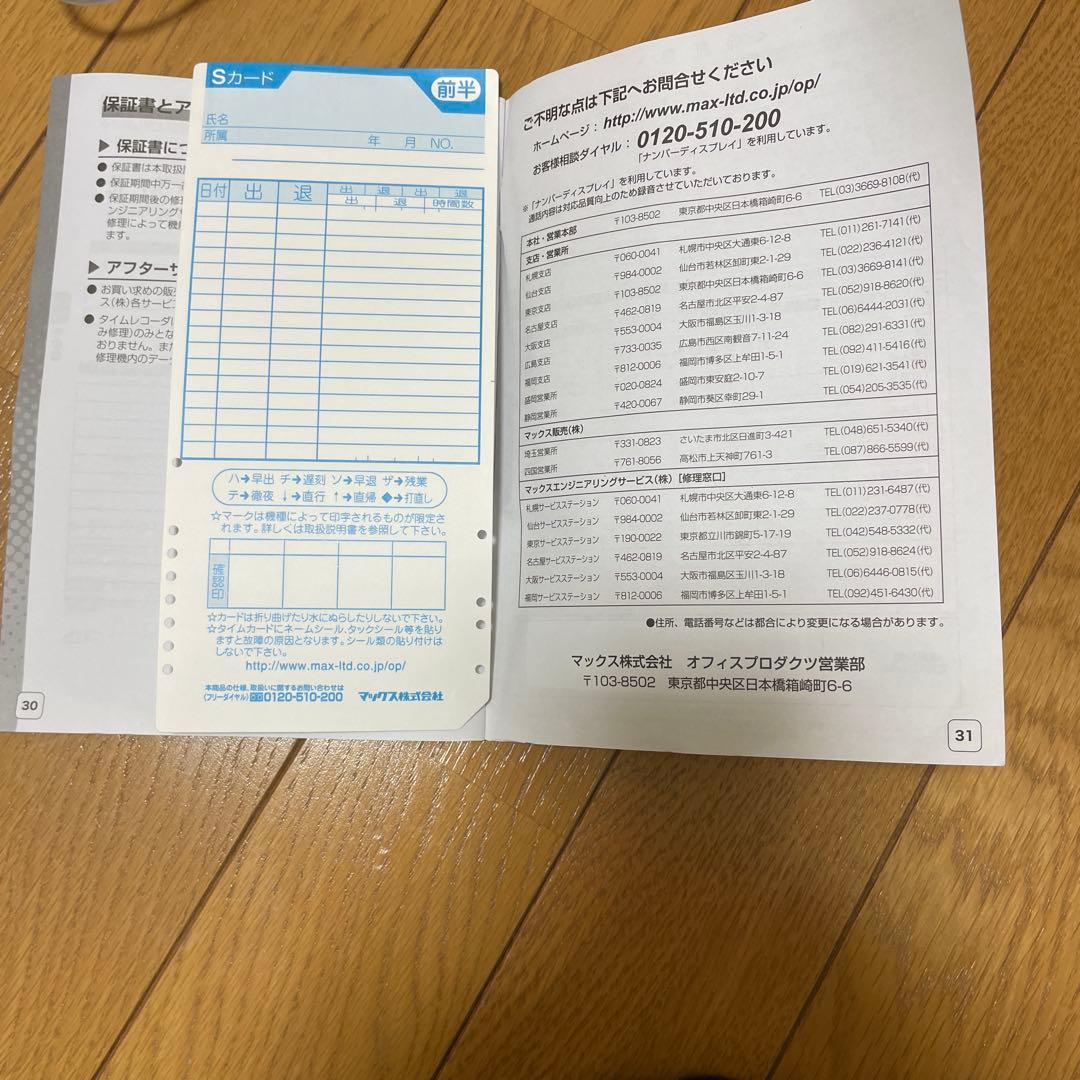 保証書とア
▶ 保証書につ
● 保証書は本取扱
● 保証期間中万一
● 保証期間後の修
ンジニアリングサ
修理によって機
ます。
▶ アフターサ
● お買い求めの販
ス(株)各サービ
● タイムレコーダ
み修理)のみとな
おりません。ま
修理機内のデー
30
Sカード
前半
氏名
所属 年 月 NO.
日付 出 退 出 退 出 退
出 退 時間数
ハ→早出 チ→遅刻 ソ→早退 ザ→残業
テ→徹夜 ↓→直行 ↑→直帰 ◆→打直し
☆マークは機種によって印字されるものが限定さ
れます。詳しくは取扱説明書を参照して下さい。
確認印
☆カードは折り曲げたり水にぬらしたりしないで下さい。
☆タイムカードにネームシール、タックシール等を貼り
ますと故障の原因となります。シール類の貼り付けは
しないで下さい。
http://www.max-ltd.co.jp/op/
本商品の仕様、取扱いに関するお問い合わせは
(フリーダイヤル) 0120-510-200 マックス株式会社
ご不明な点は下記へお問合せください
ホームページ : http://www.max-ltd.co.jp/op/
お客様相談ダイヤル : 0120-510-200
「ナンバーディスプレイ」を利用しています。
※「ナンバーディスプレイ」を利用しています。
通話内容は対応品質向上のため録音させていただいております。
本社・営業本部 〒103-8502 東京都中央区日本橋箱崎町6-6 TEL(03)3669-8108(代)
支店・営業所
札幌支店 〒060-0041 札幌市中央区大通東6-12-8 TEL(011)261-7141(代)
仙台支店 〒984-0002 仙台市若林区卸町東2-1-29 TEL(022)236-4121(代)
東京支店 〒103-8502 東京都中央区日本橋箱崎町6-6 TEL(03)3669-8141(代)
名古屋支店 〒462-0819 名古屋市北区平安2-4-87 TEL(052)918-8620(代)
大阪支店 〒553-0004 大阪市福島区玉川1-3-18 TEL(06)6444-2031(代)
広島支店 〒733-0035 広島市西区南観音7-11-24 TEL(082)291-6331(代)
福岡支店 〒812-0006 福岡市博多区上牟田1-5-1 TEL(092)411-5416(代)
盛岡営業所 〒020-0824 盛岡市東安庭2-10-7 TEL(019)621-3541(代)
静岡営業所 〒420-0067 静岡市葵区幸町29-1 TEL(054)205-3535(代)
マックス販売(株)
埼玉営業所 〒331-0823 さいたま市北区日進町3-421 TEL(048)651-5340(代)
四国営業所 〒761-8056 高松市上天神町761-3 TEL(087)866-5599(代)
マックスエンジニアリングサービス(株) [修理窓口]
札幌サービスステーション 〒060-0041 札幌市中央区大通東6-12-8 TEL(011)231-6487(代)
仙台サービスステーション 〒984-0002 仙台市若林区卸町東2-1-29 TEL(022)237-0778(代)
東京サービスステーション 〒190-0022 東京都立川市錦町5-17-19 TEL(042)548-5332(代)
名古屋サービスステーション 〒462-0819 名古屋市北区平安2-4-87 TEL(052)918-8624(代)
大阪サービスステーション 〒553-0004 大阪市福島区玉川1-3-18 TEL(06)6446-0815(代)
福岡サービスステーション 〒812-0006 福岡市博多区上牟田1-5-1 TEL(092)451-6430(代)
●住所、電話番号などは都合により変更になる場合があります。
マックス株式会社 オフィスプロダクツ営業部
〒103-8502 東京都中央区日本橋箱崎町6-6
31